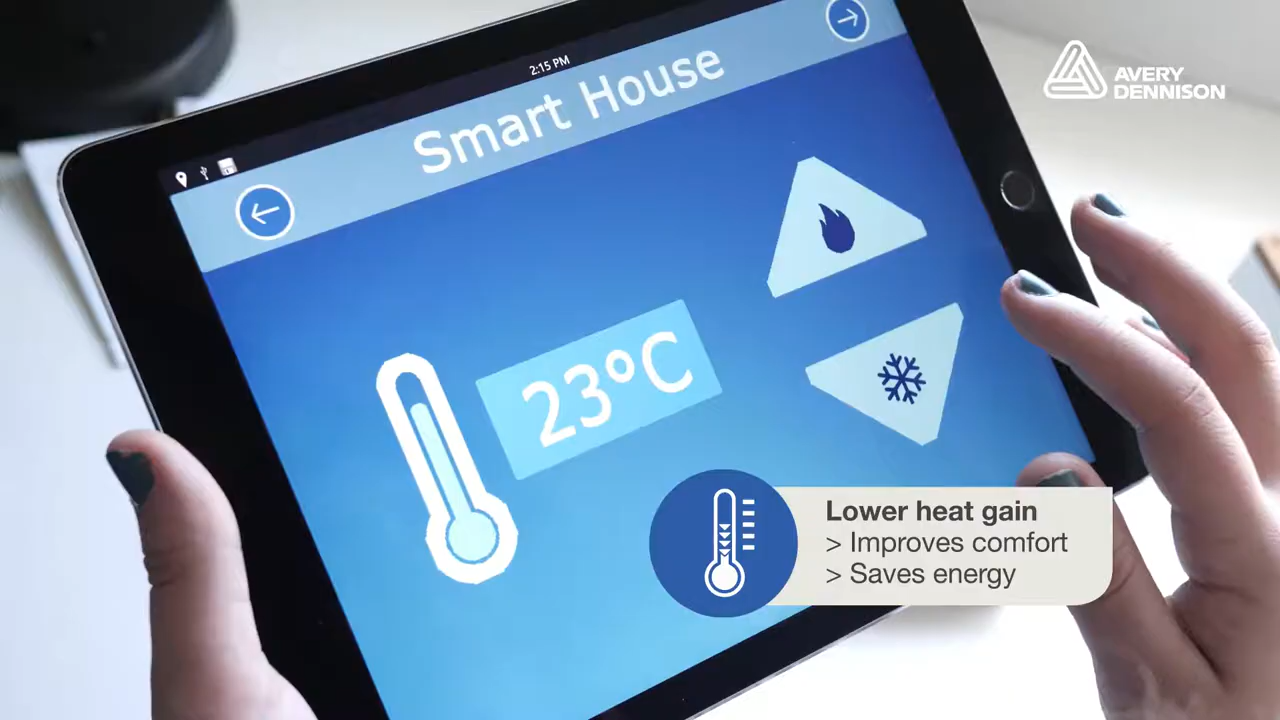 AVERY
DENNISON
2:15 PM
Smart House
23°C
Lower heat gain
> Improves comfort
> Saves energy